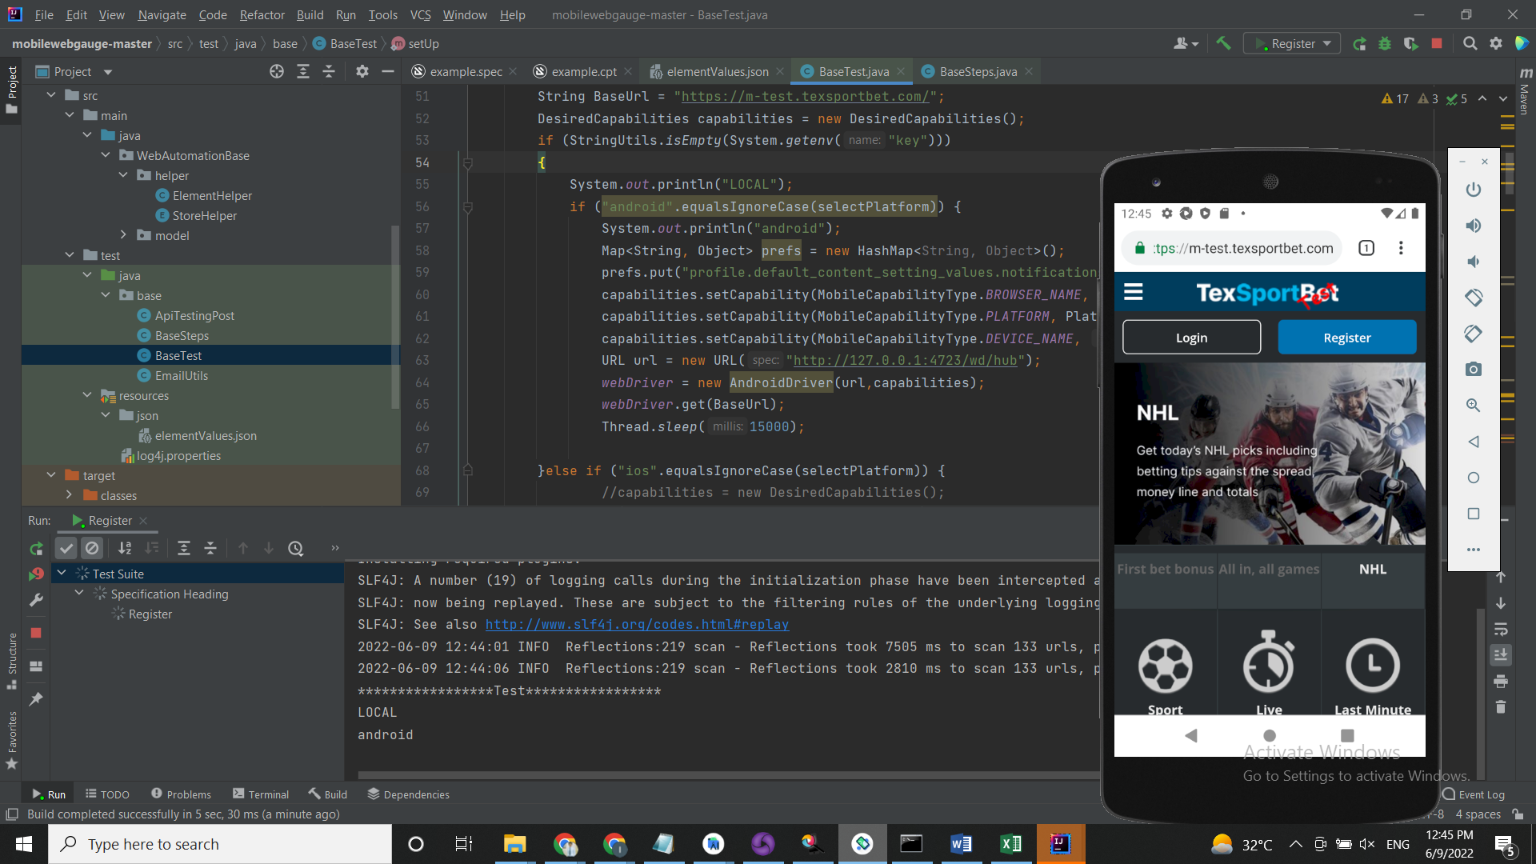 File Edit View Navigate Code Refactor Build Run Tools VCS Window Help mobilewebgauge-master - BaseTest.java
mobilewebgauge-master src test java base BaseTest setUp
Register
Project
example.spec example.cpt elementValues.json BaseTest.java BaseSteps.java
Project
Maven
src
main
java
WebAutomationBase
helper
ElementHelper
StoreHelper
model
test
java
base
ApiTestingPost
BaseSteps
BaseTest
EmailUtils
resources
json
elementValues.json
log4j.properties
target
classes
17 3 5
51 String BaseUrl = "https://m-test.texsportbet.com/";
52 DesiredCapabilities capabilities = new DesiredCapabilities();
53 if (StringUtils.isEmpty(System.getenv( name: "key")))
54 {
55 System.out.println("LOCAL");
56 if ("android".equalsIgnoreCase(selectPlatform)) {
57 System.out.println("android");
58 Map<String, Object> prefs = new HashMap<String, Object>();
59 prefs.put("profile.default_content_setting_values.notification
60 capabilities.setCapability(MobileCapabilityType.BROWSER_NAME,
61 capabilities.setCapability(MobileCapabilityType.PLATFORM, Plat
62 capabilities.setCapability(MobileCapabilityType.DEVICE_NAME,
63 URL url = new URL( spec: "http://127.0.0.1:4723/wd/hub");
64 webDriver = new AndroidDriver(url,capabilities);
65 webDriver.get(BaseUrl);
66 Thread.sleep( millis: 15000);
67
68 }else if ("ios".equalsIgnoreCase(selectPlatform)) {
69 //capabilities = new DesiredCapabilities();
12:45
:tps://m-test.texsportbet.com 1
TexSportBet
Test
Login Register
NHL
Get today's NHL picks including
betting tips against the spread
money line and totals
First bet bonus All in, all games NHL
Sport Live Last Minute
Run: Register
Test Suite
Specification Heading
Register
Installing required plugins.
SLF4J: A number (19) of logging calls during the initialization phase have been intercepted a
SLF4J: now being replayed. These are subject to the filtering rules of the underlying logging
SLF4J: See also http://www.slf4j.org/codes.html#replay
2022-06-09 12:44:01 INFO Reflections:219 scan - Reflections took 7505 ms to scan 133 urls, p
2022-06-09 12:44:06 INFO Reflections:219 scan - Reflections took 2810 ms to scan 133 urls, p
*****************Test*****************
LOCAL
android
Structure
Favorites
Activate Windows
Go to Settings to activate Windows.
Run TODO Problems Terminal Build Dependencies Event Log
Build completed successfully in 5 sec, 30 ms (a minute ago) 4 spaces
Type here to search
32°C ENG 12:45 PM
6/9/2022
5